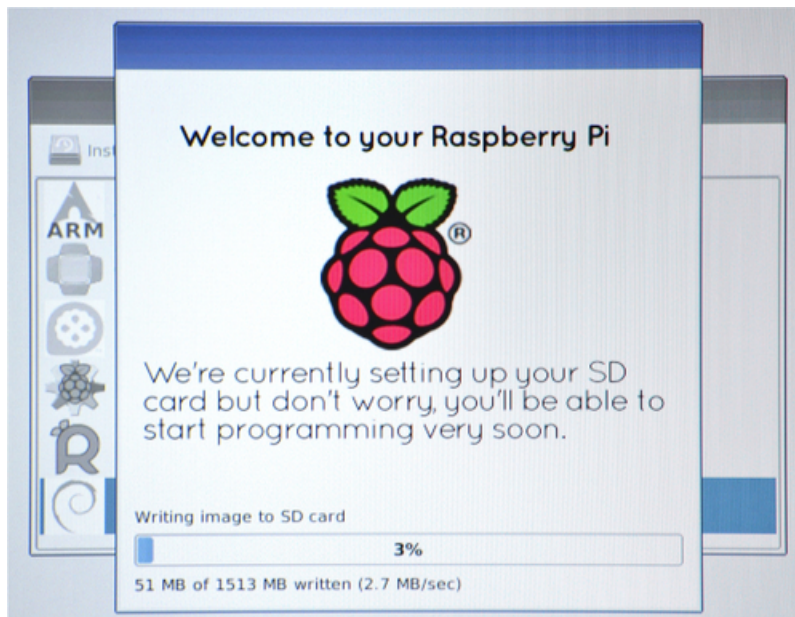 Welcome to your Raspberry Pi
Inst
ARM
®
We're currently setting up your SD
card but don't worry, you'll be able to
start programming very soon.
Writing image to SD card
3%
51 MB of 1513 MB written (2.7 MB/sec)